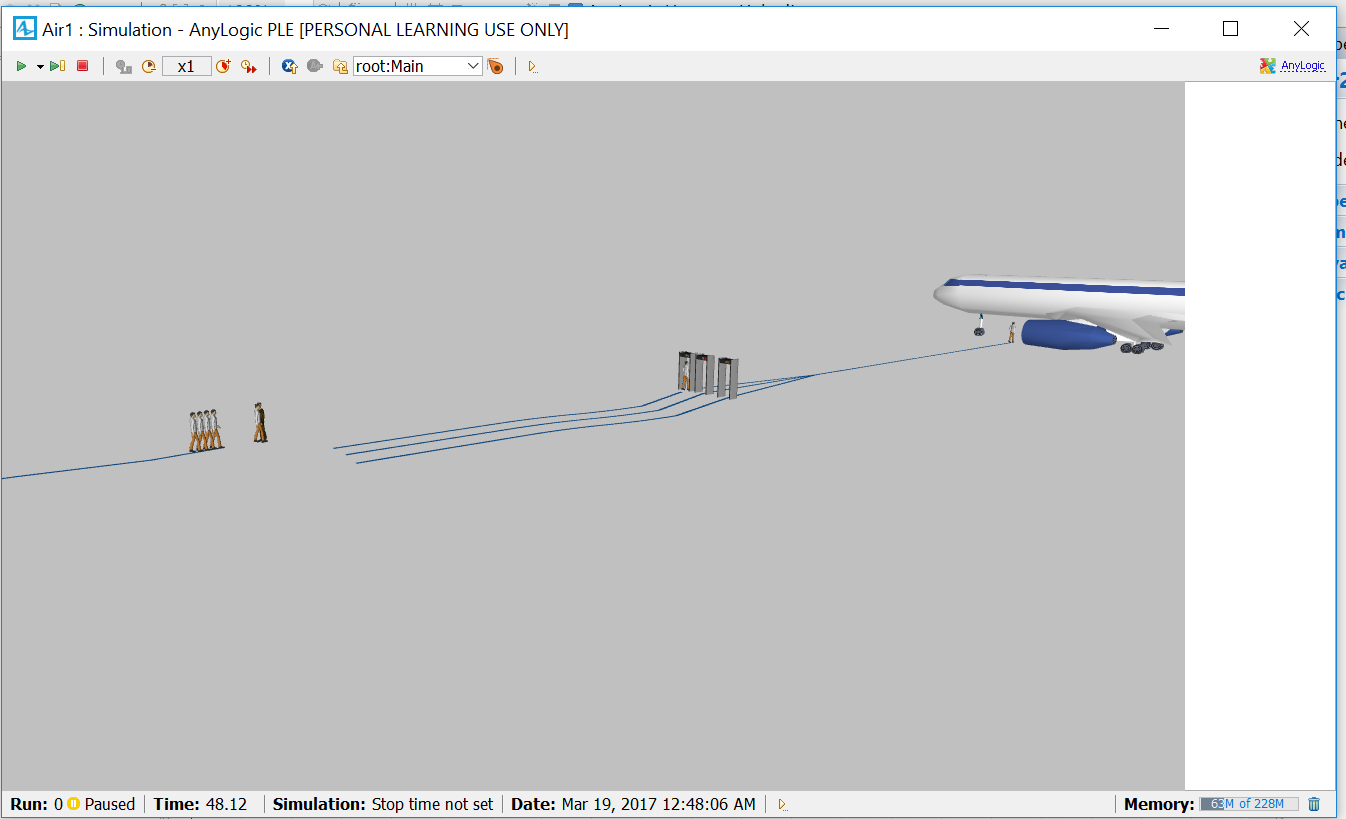 Air1 : Simulation - AnyLogic PLE [PERSONAL LEARNING USE ONLY]
x1 root:Main AnyLogic
Run: 0 Paused Time: 48.12 Simulation: Stop time not set Date: Mar 19, 2017 12:48:06 AM Memory: 63M of 228M